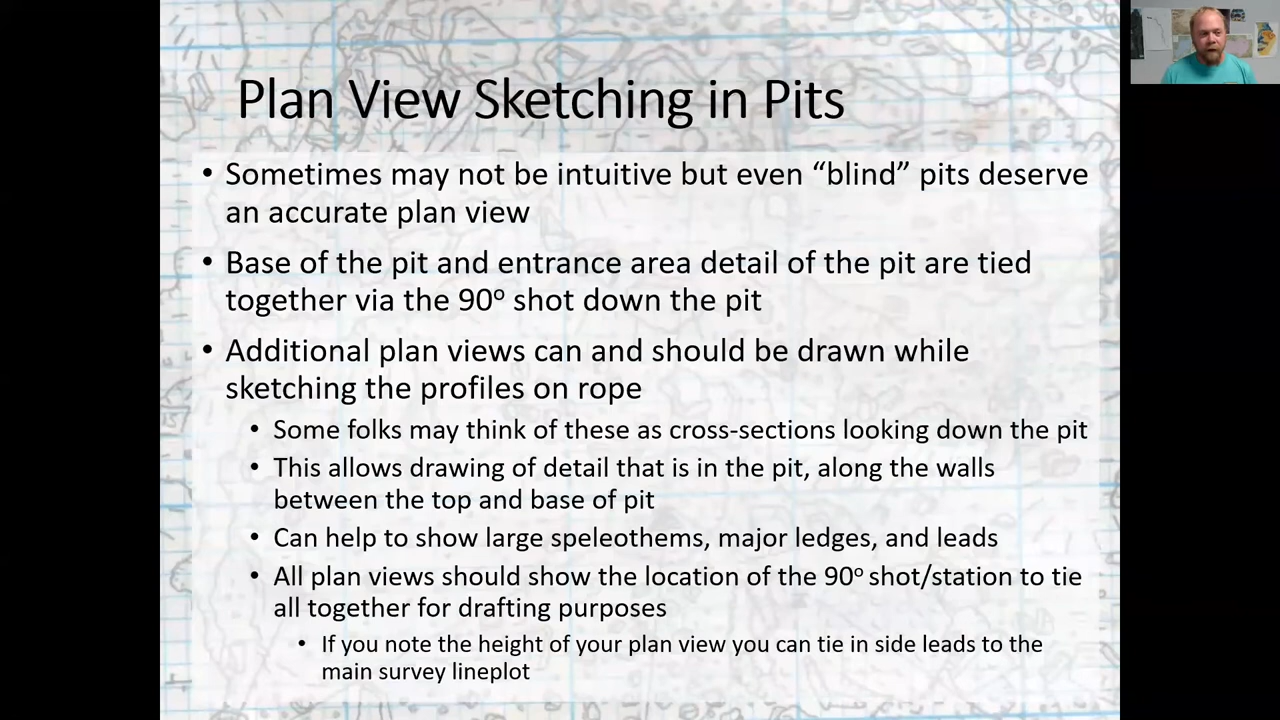 Plan View Sketching in Pits
• Sometimes may not be intuitive but even “blind” pits deserve
an accurate plan view
• Base of the pit and entrance area detail of the pit are tied
together via the 90º shot down the pit
• Additional plan views can and should be drawn while
sketching the profiles on rope
• Some folks may think of these as cross-sections looking down the pit
• This allows drawing of detail that is in the pit, along the walls
between the top and base of pit
• Can help to show large speleothems, major ledges, and leads
• All plan views should show the location of the 90º shot/station to tie
all together for drafting purposes
• If you note the height of your plan view you can tie in side leads to the
main survey lineplot